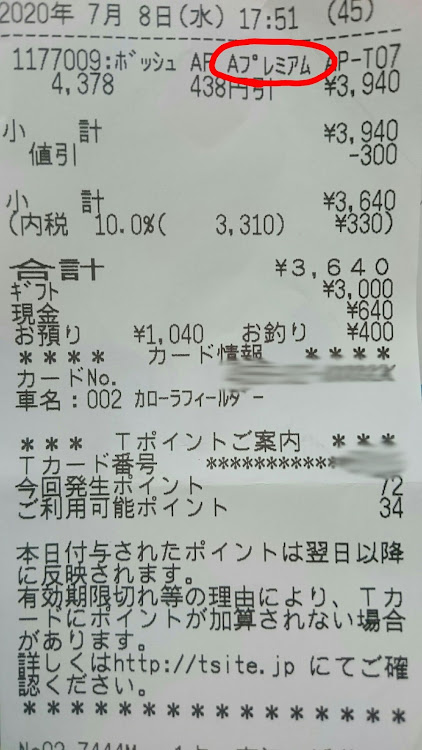 2020年 7月 8日(水) 17:51 (45)
1177009:ﾎﾞｯｼｭ AP Aﾌﾟﾚﾐｱﾑ AP-T07
4,378 438円引 ¥3,940
小 計 ¥3,940
値引 -300
小 計 ¥3,640
(内税 10.0%( 3,310) ¥330)
合計 ¥3,640
ｷﾞﾌﾄ ¥3,000
現金 ¥640
お預り ¥1,040 お釣り ¥400
**** カード情報 ****
カードNo.
車名:002 ｶﾛｰﾗﾌｨｰﾙﾀﾞｰ
*** Tポイントご案内 ***
Tカード番号 ************
今回発生ポイント 72
ご利用可能ポイント 34
本日付与されたポイントは翌日以降
に反映されます。
有効期限切れ等の理由により、Tカ
ードにポイントが加算されない場合
があります。
詳しくはhttp://tsite.jp にてご確
認ください。
*********************